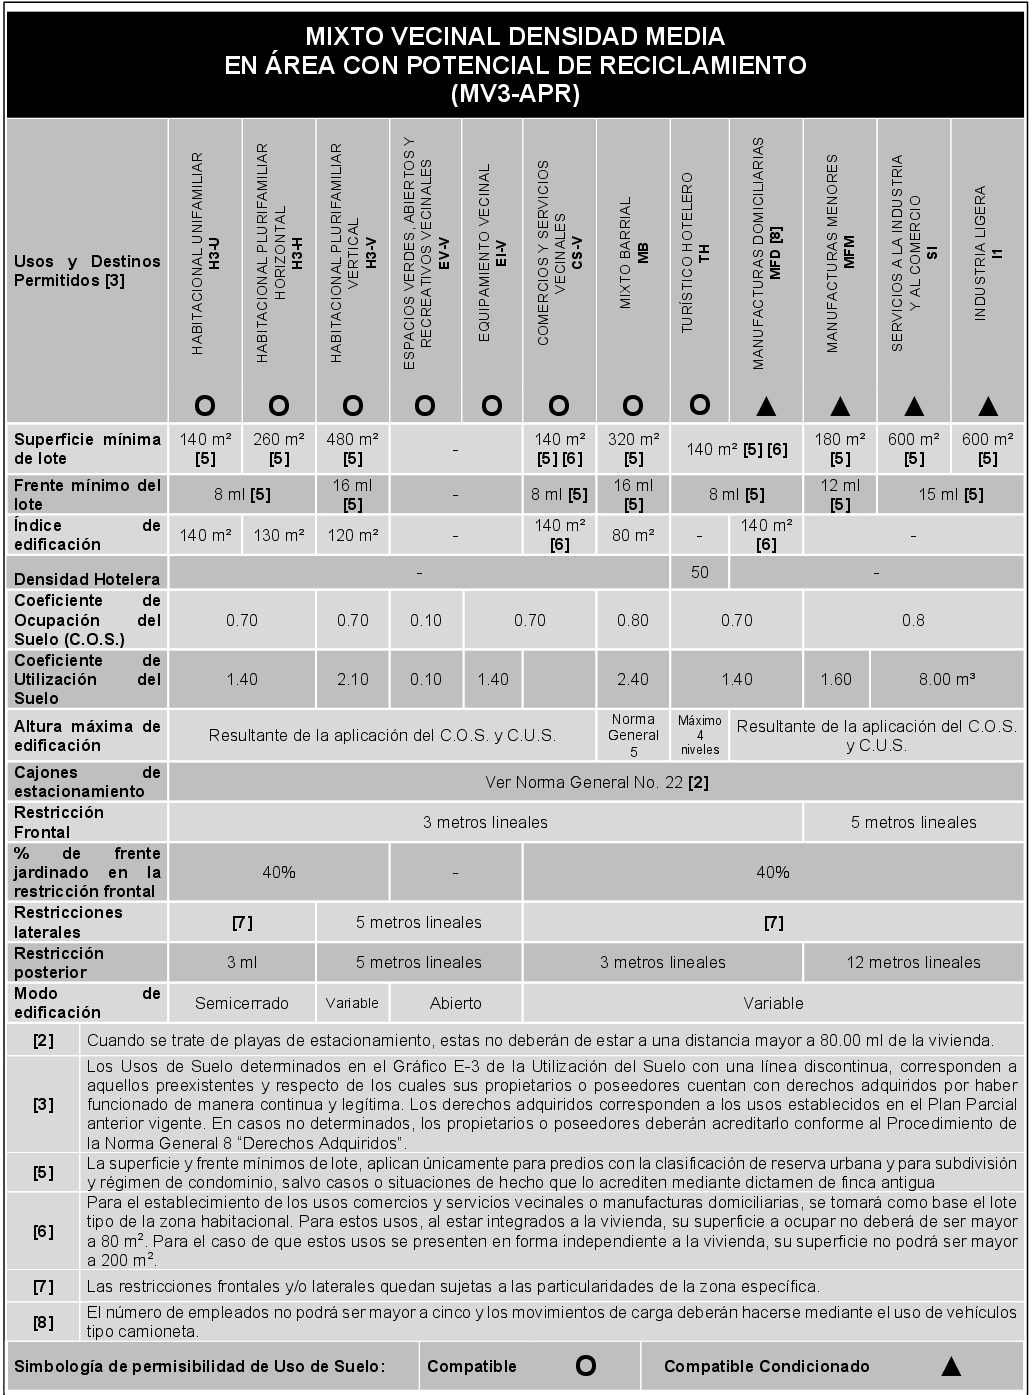 MIXTO VECINAL DENSIDAD MEDIA
EN ÁREA CON POTENCIAL DE RECICLAMIENTO
(MV3-APR)
Usos y Destinos
Permitidos [3]
HABITACIONAL UNIFAMILIAR
H3-U
HABITACIONAL PLURIFAMILIAR
HORIZONTAL
H3-H
HABITACIONAL PLURIFAMILIAR
VERTICAL
H3-V
ESPACIOS VERDES, ABIERTOS Y
RECREATIVOS VECINALES
EV-V
EQUIPAMIENTO VECINAL
EI-V
COMERCIOS Y SERVICIOS
VECINALES
CS-V
MIXTO BARRIAL
MB
TURÍSTICO HOTELERO
TH
MANUFACTURAS DOMICILIARIAS
MFD [8]
MANUFACTURAS MENORES
MFM
SERVICIOS A LA INDUSTRIA
Y AL COMERCIO
SI
INDUSTRIA LIGERA
I1
O O O O O O O O ▲ ▲ ▲ ▲
Superficie mínima
de lote
140 m²
[5]
260 m²
[5]
480 m²
[5]
-
140 m²
[5] [6]
320 m²
[5]
140 m² [5] [6]
180 m²
[5]
600 m²
[5]
600 m²
[5]
Frente mínimo del
lote
8 ml [5]
16 ml
[5]
-
8 ml [5]
16 ml
[5]
8 ml [5]
12 ml
[5]
15 ml [5]
Índice de
edificación
140 m²
130 m²
120 m²
-
140 m²
[6]
80 m²
-
140 m²
[6]
-
Densidad Hotelera
-
50
-
Coeficiente de
Ocupación del
Suelo (C.O.S.)
0.70
0.70
0.10
0.70
0.80
0.70
0.8
Coeficiente de
Utilización del
Suelo
1.40
2.10
0.10
1.40
2.40
1.40
1.60
8.00 m³
Altura máxima de
edificación
Resultante de la aplicación del C.O.S. y C.U.S.
Norma
General
5
Máximo
4
niveles
Resultante de la aplicación del C.O.S.
y C.U.S.
Cajones de
estacionamiento
Ver Norma General No. 22 [2]
Restricción
Frontal
3 metros lineales
5 metros lineales
% de frente
jardinado en la
restricción frontal
40%
-
40%
Restricciones
laterales
[7]
5 metros lineales
[7]
Restricción
posterior
3 ml
5 metros lineales
3 metros lineales
12 metros lineales
Modo de
edificación
Semicerrado
Variable
Abierto
Variable
[2]
Cuando se trate de playas de estacionamiento, estas no deberán de estar a una distancia mayor a 80.00 ml de la vivienda.
[3]
Los Usos de Suelo determinados en el Gráfico E-3 de la Utilización del Suelo con una línea discontinua, corresponden a
aquellos preexistentes y respecto de los cuales sus propietarios o poseedores cuentan con derechos adquiridos por haber
funcionado de manera continua y legítima. Los derechos adquiridos corresponden a los usos establecidos en el Plan Parcial
anterior vigente. En casos no determinados, los propietarios o poseedores deberán acreditarlo conforme al Procedimiento de
la Norma General 8 “Derechos Adquiridos”.
[5]
La superficie y frente mínimos de lote, aplican únicamente para predios con la clasificación de reserva urbana y para subdivisión
y régimen de condominio, salvo casos o situaciones de hecho que lo acrediten mediante dictamen de finca antigua
[6]
Para el establecimiento de los usos comercios y servicios vecinales o manufacturas domiciliarias, se tomará como base el lote
tipo de la zona habitacional. Para estos usos, al estar integrados a la vivienda, su superficie a ocupar no deberá de ser mayor
a 80 m². Para el caso de que estos usos se presenten en forma independiente a la vivienda, su superficie no podrá ser mayor
a 200 m².
[7]
Las restricciones frontales y/o laterales quedan sujetas a las particularidades de la zona específica.
[8]
El número de empleados no podrá ser mayor a cinco y los movimientos de carga deberán hacerse mediante el uso de vehículos
tipo camioneta.
Simbología de permisibilidad de Uso de Suelo: Compatible O Compatible Condicionado ▲